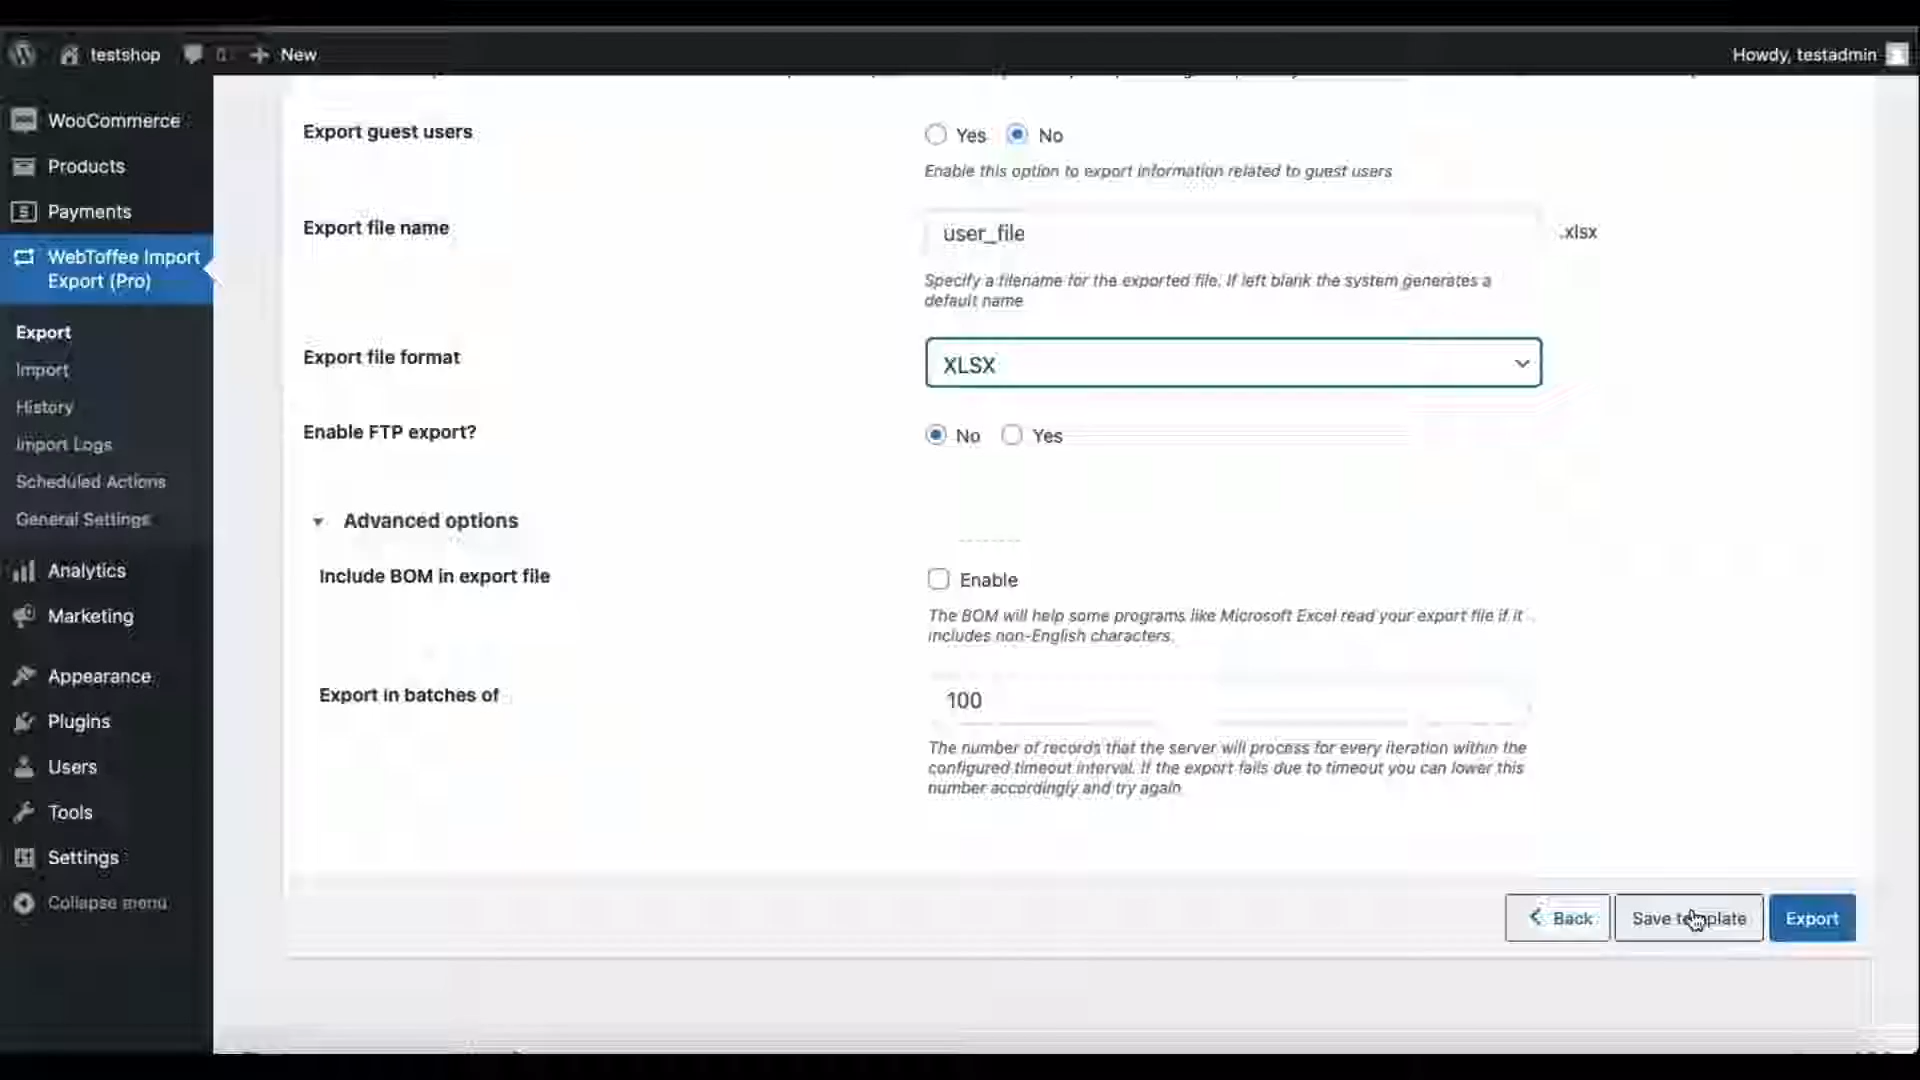 testshop 0 New
Howdy, testadmin
WooCommerce
Products
Payments
WebToffee Import
Export (Pro)
Export
Import
History
Import Logs
Scheduled Actions
General Settings
Analytics
Marketing
Appearance
Plugins
Users
Tools
Settings
Collapse menu
Export guest users
Yes No
Enable this option to export information related to guest users
Export file name
user_file
.xlsx
Specify a filename for the exported file. If left blank the system generates a
default name
Export file format
XLSX
Enable FTP export?
No Yes
Advanced options
Include BOM in export file
Enable
The BOM will help some programs like Microsoft Excel read your export file if it
includes non-English characters.
Export in batches of
100
The number of records that the server will process for every iteration within the
configured timeout interval. If the export fails due to timeout you can lower this
number accordingly and try again
Back
Save template
Export